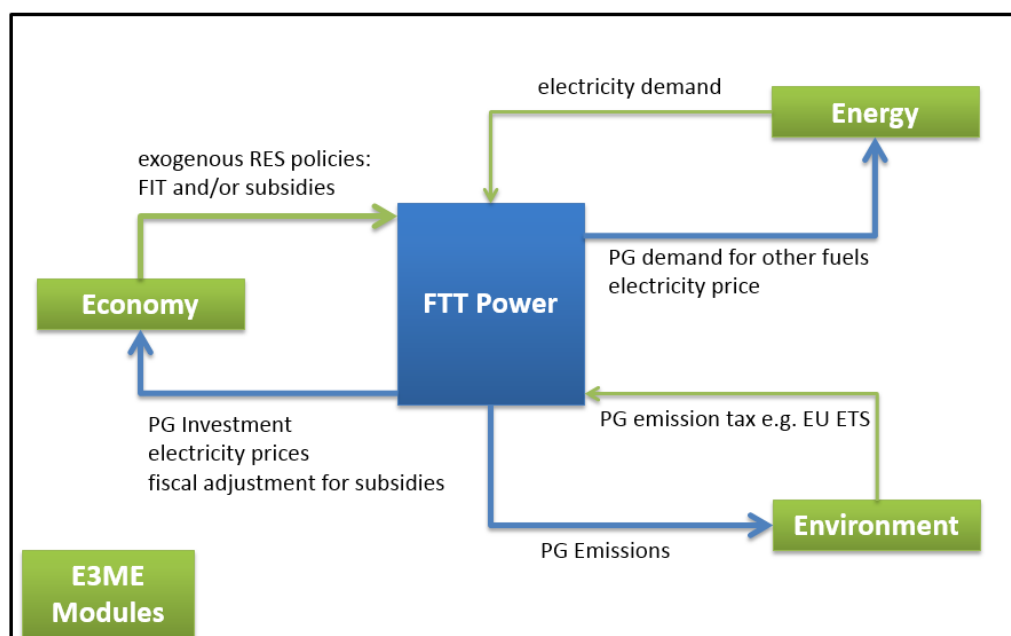 electricity demand
Energy
exogenous RES policies:
FIT and/or subsidies
FTT Power
PG demand for other fuels
electricity price
Economy
PG Investment
electricity prices
fiscal adjustment for subsidies
PG emission tax e.g. EU ETS
Environment
PG Emissions
E3ME
Modules